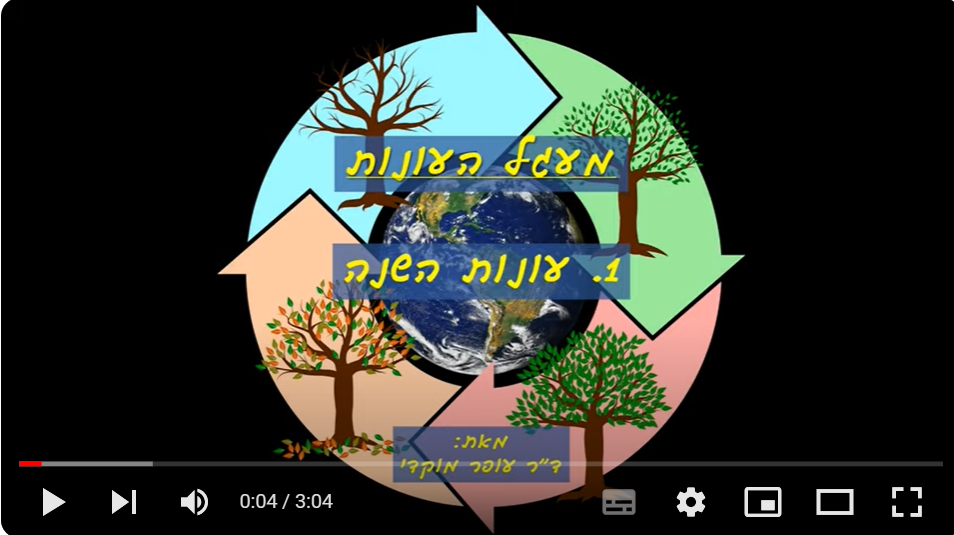 מעגל העונות
1. עונות השנה
מאת:
ד"ר עופר מוקדי
0:04 / 3:04